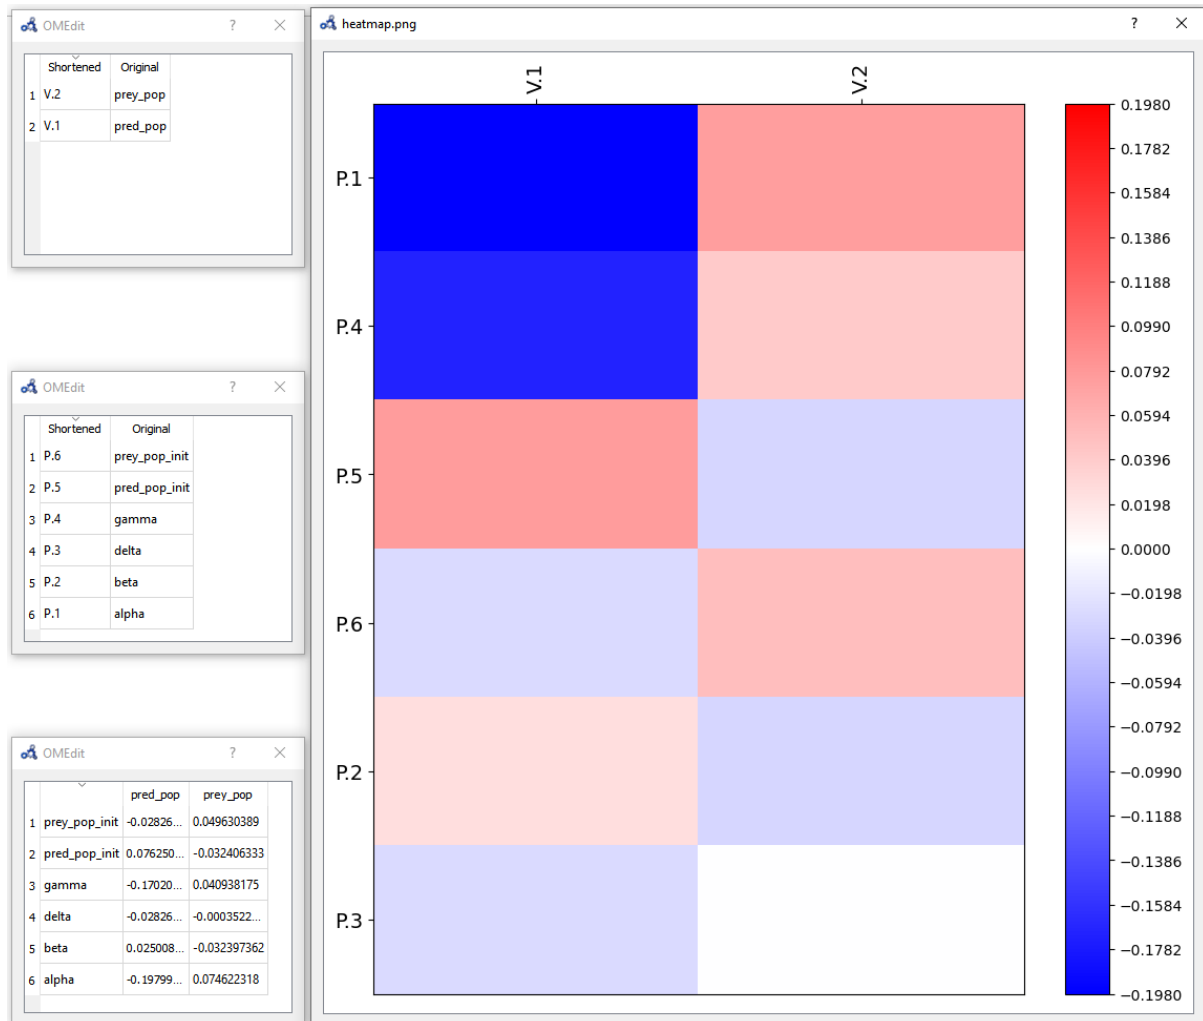 OMEdit ? ×
Shortened Original
1 V.2 prey_pop
2 V.1 pred_pop
OMEdit ? ×
Shortened Original
1 P.6 prey_pop_init
2 P.5 pred_pop_init
3 P.4 gamma
4 P.3 delta
5 P.2 beta
6 P.1 alpha
OMEdit ? ×
pred_pop prey_pop
1 prey_pop_init -0.02826... 0.049630389
2 pred_pop_init 0.076250... -0.032406333
3 gamma -0.17020... 0.040938175
4 delta -0.02826... -0.0003522...
5 beta 0.025008... -0.032397362
6 alpha -0.19799... 0.074622318
heatmap.png ? ×
V.1 V.2
P.1
P.4
P.5
P.6
P.2
P.3
0.1980
0.1782
0.1584
0.1386
0.1188
0.0990
0.0792
0.0594
0.0396
0.0198
0.0000
−0.0198
−0.0396
−0.0594
−0.0792
−0.0990
−0.1188
−0.1386
−0.1584
−0.1782
−0.1980